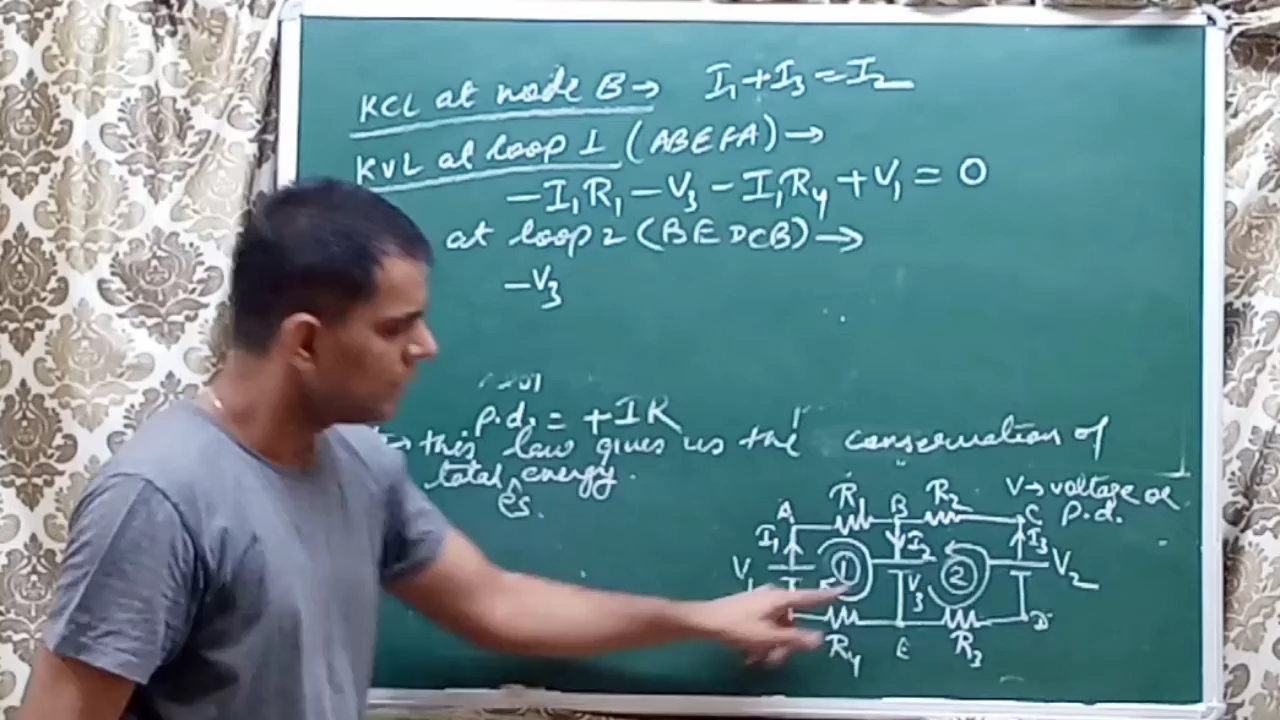 KCL at node B → I₁ + I₃ = I₂
KVL at loop 1 (ABEFA) →
− I₁R₁ − V₃ − I₁R₄ + V₁ = 0
at loop 2 (BEDCB) →
− V₃
p.d. = + IR
→ this law gives us the conservation of
total energy.
Es.
V → voltage or
p.d.
A R₁ B R₂ C
I₁ I₂ I₃
V 1 V₃ 2 V₂
R₄ E R₃ D